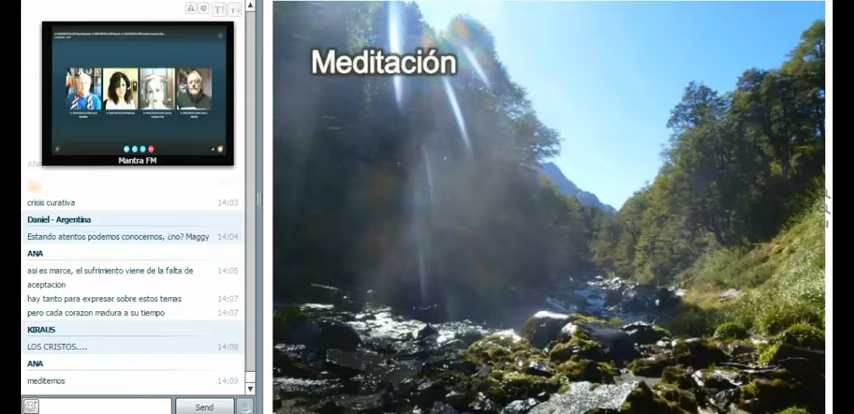 Mantra FM
crisis curativa 14:03
Daniel - Argentina
Estando atentos podemos conocernos, ¿no? Maggy 14:04
ANA
asi es marce, el sufrimiento viene de la falta de 14:05
aceptacion
hay tanto para expresar sobre estos temas 14:07
pero cada corazon madura a su tiempo 14:07
KIRAUS
LOS CRISTOS.... 14:08
ANA
meditemos 14:09
Send
Meditación